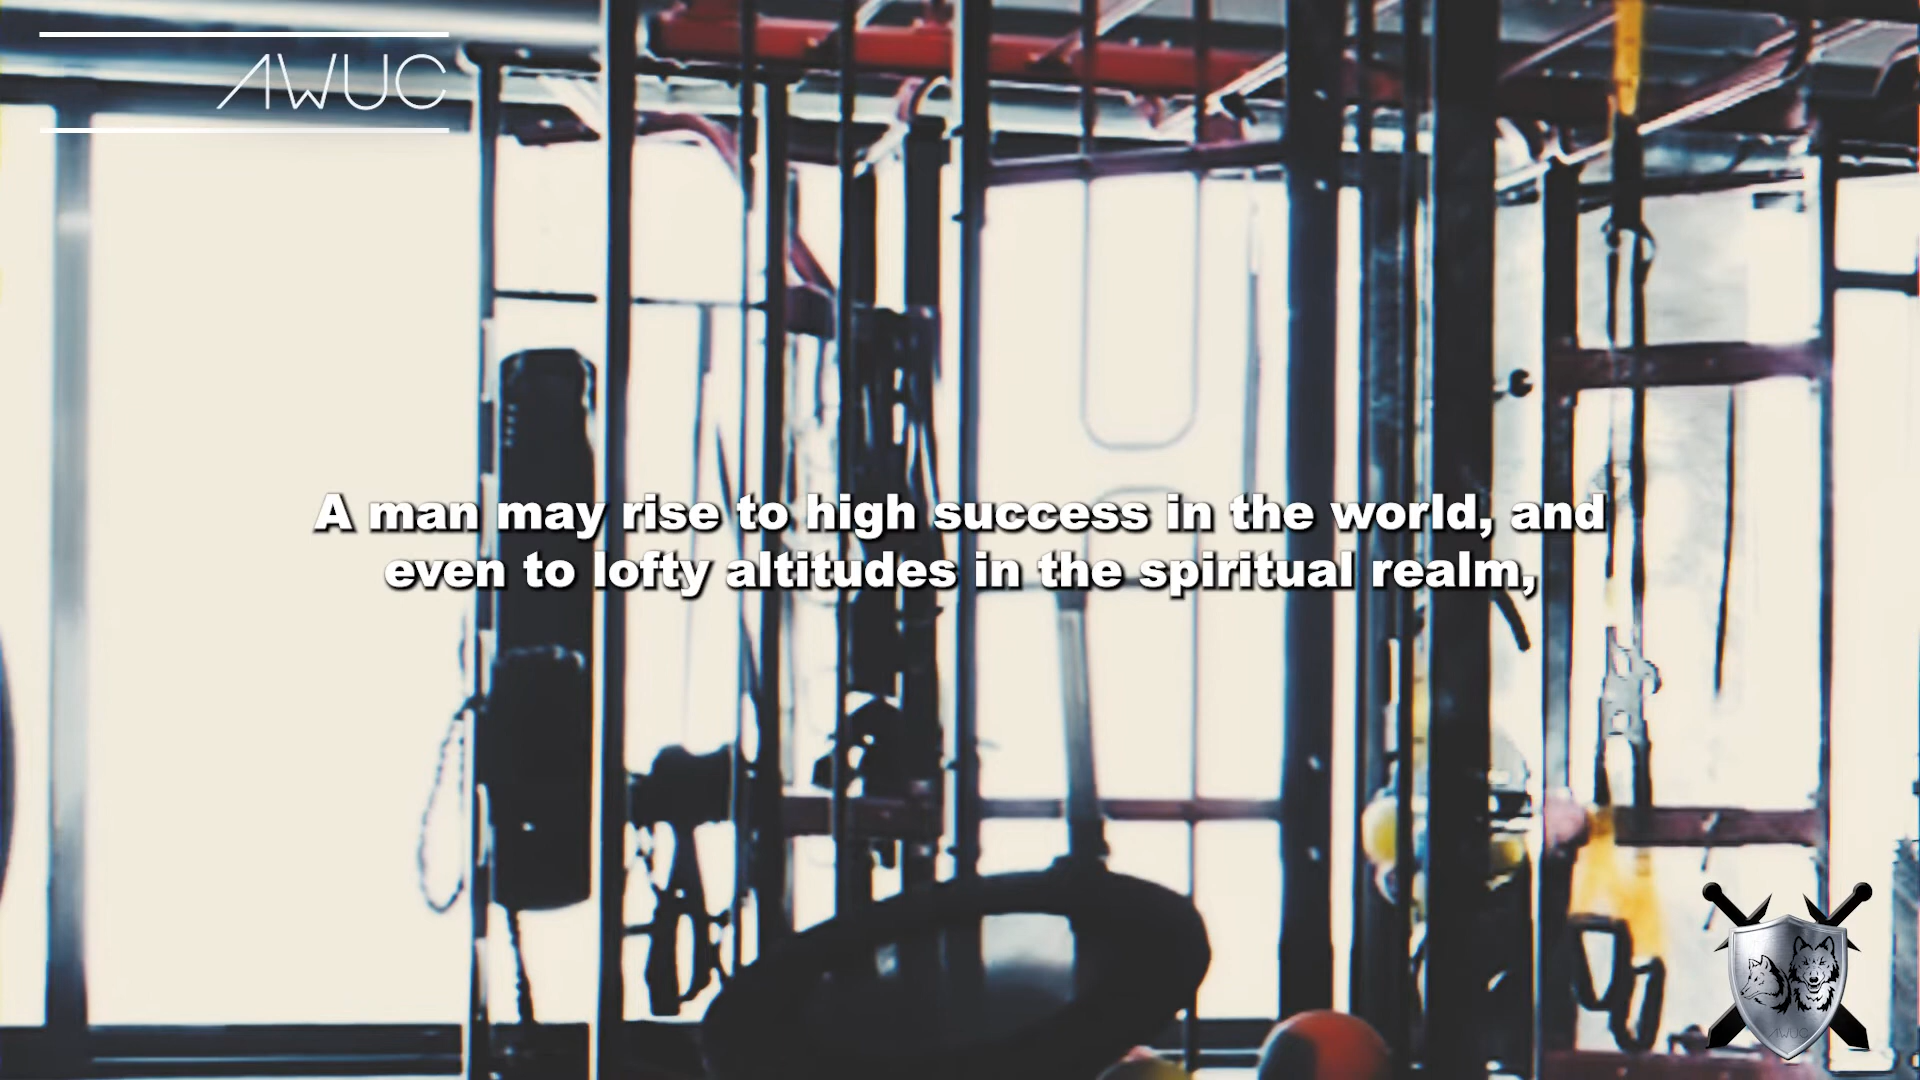 AWUC
A man may rise to high success in the world, and
even to lofty altitudes in the spiritual realm,
AWUC